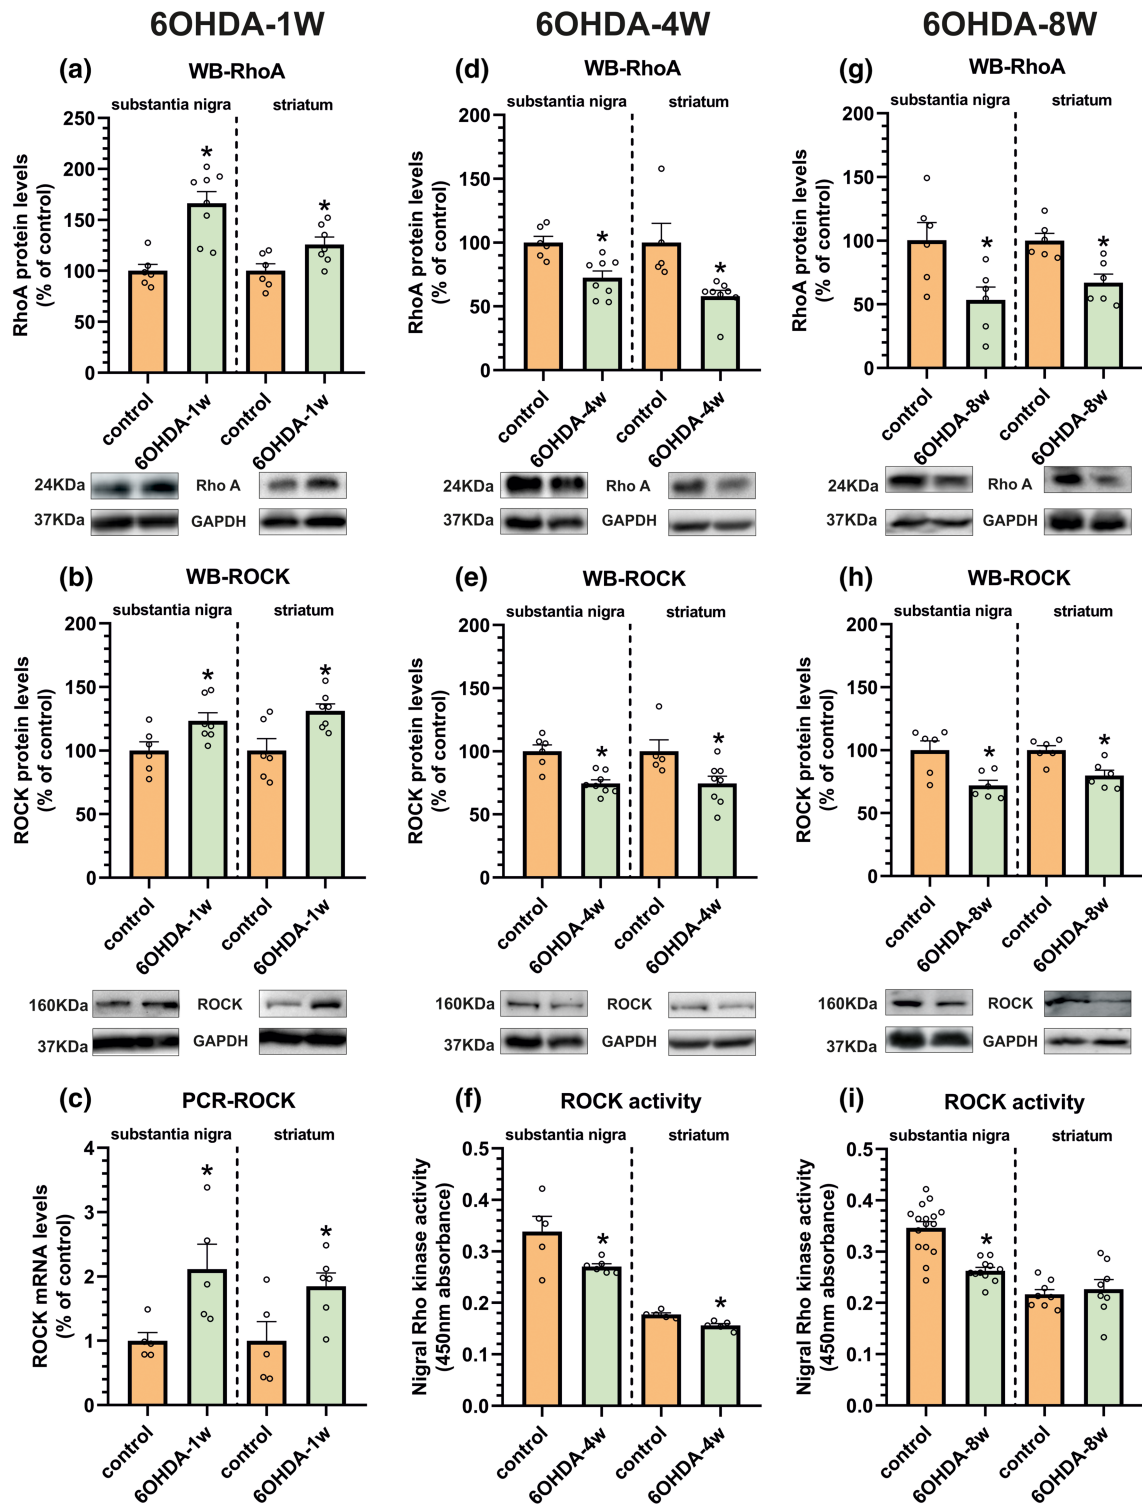 6OHDA-1W
6OHDA-4W
6OHDA-8W
(a)
WB-RhoA
substantia nigra
striatum
RhoA protein levels
(% of control)
250
200
150
100
50
0
*
*
control
6OHDA-1w
control
6OHDA-1w
24KDa
Rho A
37KDa
GAPDH
(d)
WB-RhoA
substantia nigra
striatum
RhoA protein levels
(% of control)
200
150
100
50
0
*
*
control
6OHDA-4w
control
6OHDA-4w
24KDa
Rho A
37KDa
GAPDH
(g)
WB-RhoA
substantia nigra
striatum
RhoA protein levels
(% of control)
200
150
100
50
0
*
*
control
6OHDA-8w
control
6OHDA-8w
24KDa
Rho A
37KDa
GAPDH
(b)
WB-ROCK
substantia nigra
striatum
ROCK protein levels
(% of control)
200
150
100
50
0
*
*
control
6OHDA-1w
control
6OHDA-1w
160KDa
ROCK
37KDa
GAPDH
(e)
WB-ROCK
substantia nigra
striatum
ROCK protein levels
(% of control)
200
150
100
50
0
*
*
control
6OHDA-4w
control
6OHDA-4w
160KDa
ROCK
37KDa
GAPDH
(h)
WB-ROCK
substantia nigra
striatum
ROCK protein levels
(% of control)
200
150
100
50
0
*
*
control
6OHDA-8w
control
6OHDA-8w
160KDa
ROCK
37KDa
GAPDH
(c)
PCR-ROCK
substantia nigra
striatum
ROCK mRNA levels
(% of control)
4
3
2
1
0
*
*
control
6OHDA-1w
control
6OHDA-1w
(f)
ROCK activity
substantia nigra
striatum
Nigral Rho kinase activity
(450nm absorbance)
0.5
0.4
0.3
0.2
0.1
0.0
*
*
control
6OHDA-4w
control
6OHDA-4w
(i)
ROCK activity
substantia nigra
striatum
Nigral Rho kinase activity
(450nm absorbance)
0.5
0.4
0.3
0.2
0.1
0.0
*
control
6OHDA-8w
control
6OHDA-8w